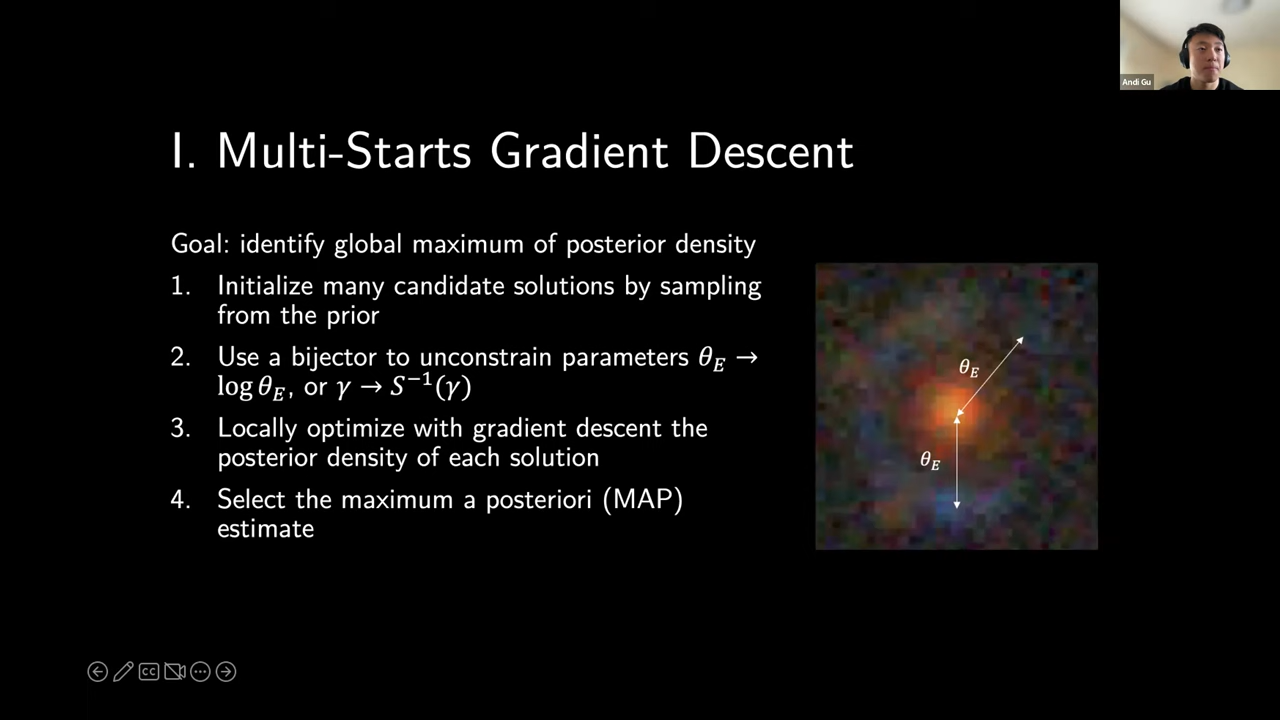 Andi Gu
I. Multi-Starts Gradient Descent
Goal: identify global maximum of posterior density
1. Initialize many candidate solutions by sampling
from the prior
2. Use a bijector to unconstrain parameters θ_E →
log θ_E, or γ → S⁻¹(γ)
3. Locally optimize with gradient descent the
posterior density of each solution
4. Select the maximum a posteriori (MAP)
estimate
θ_E
θ_E
CC